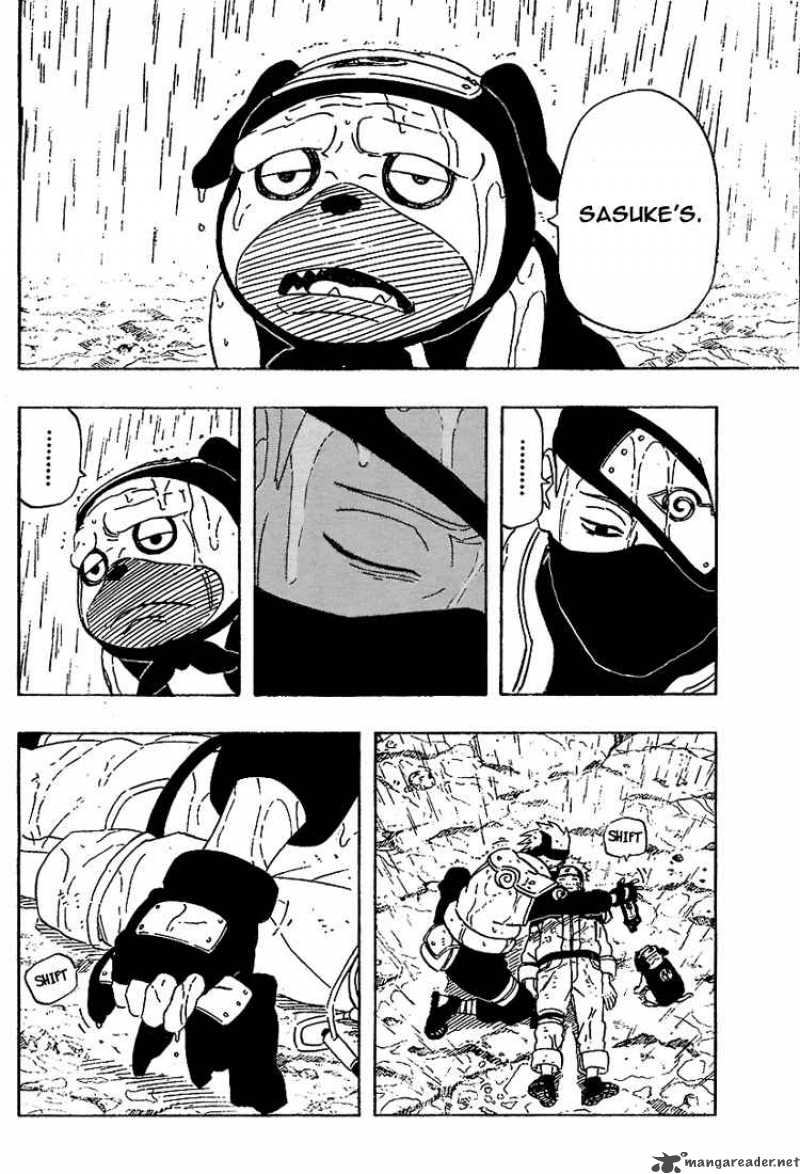 SASUKE'S.
........
........
SHIFT
SHIFT
mangareader.net